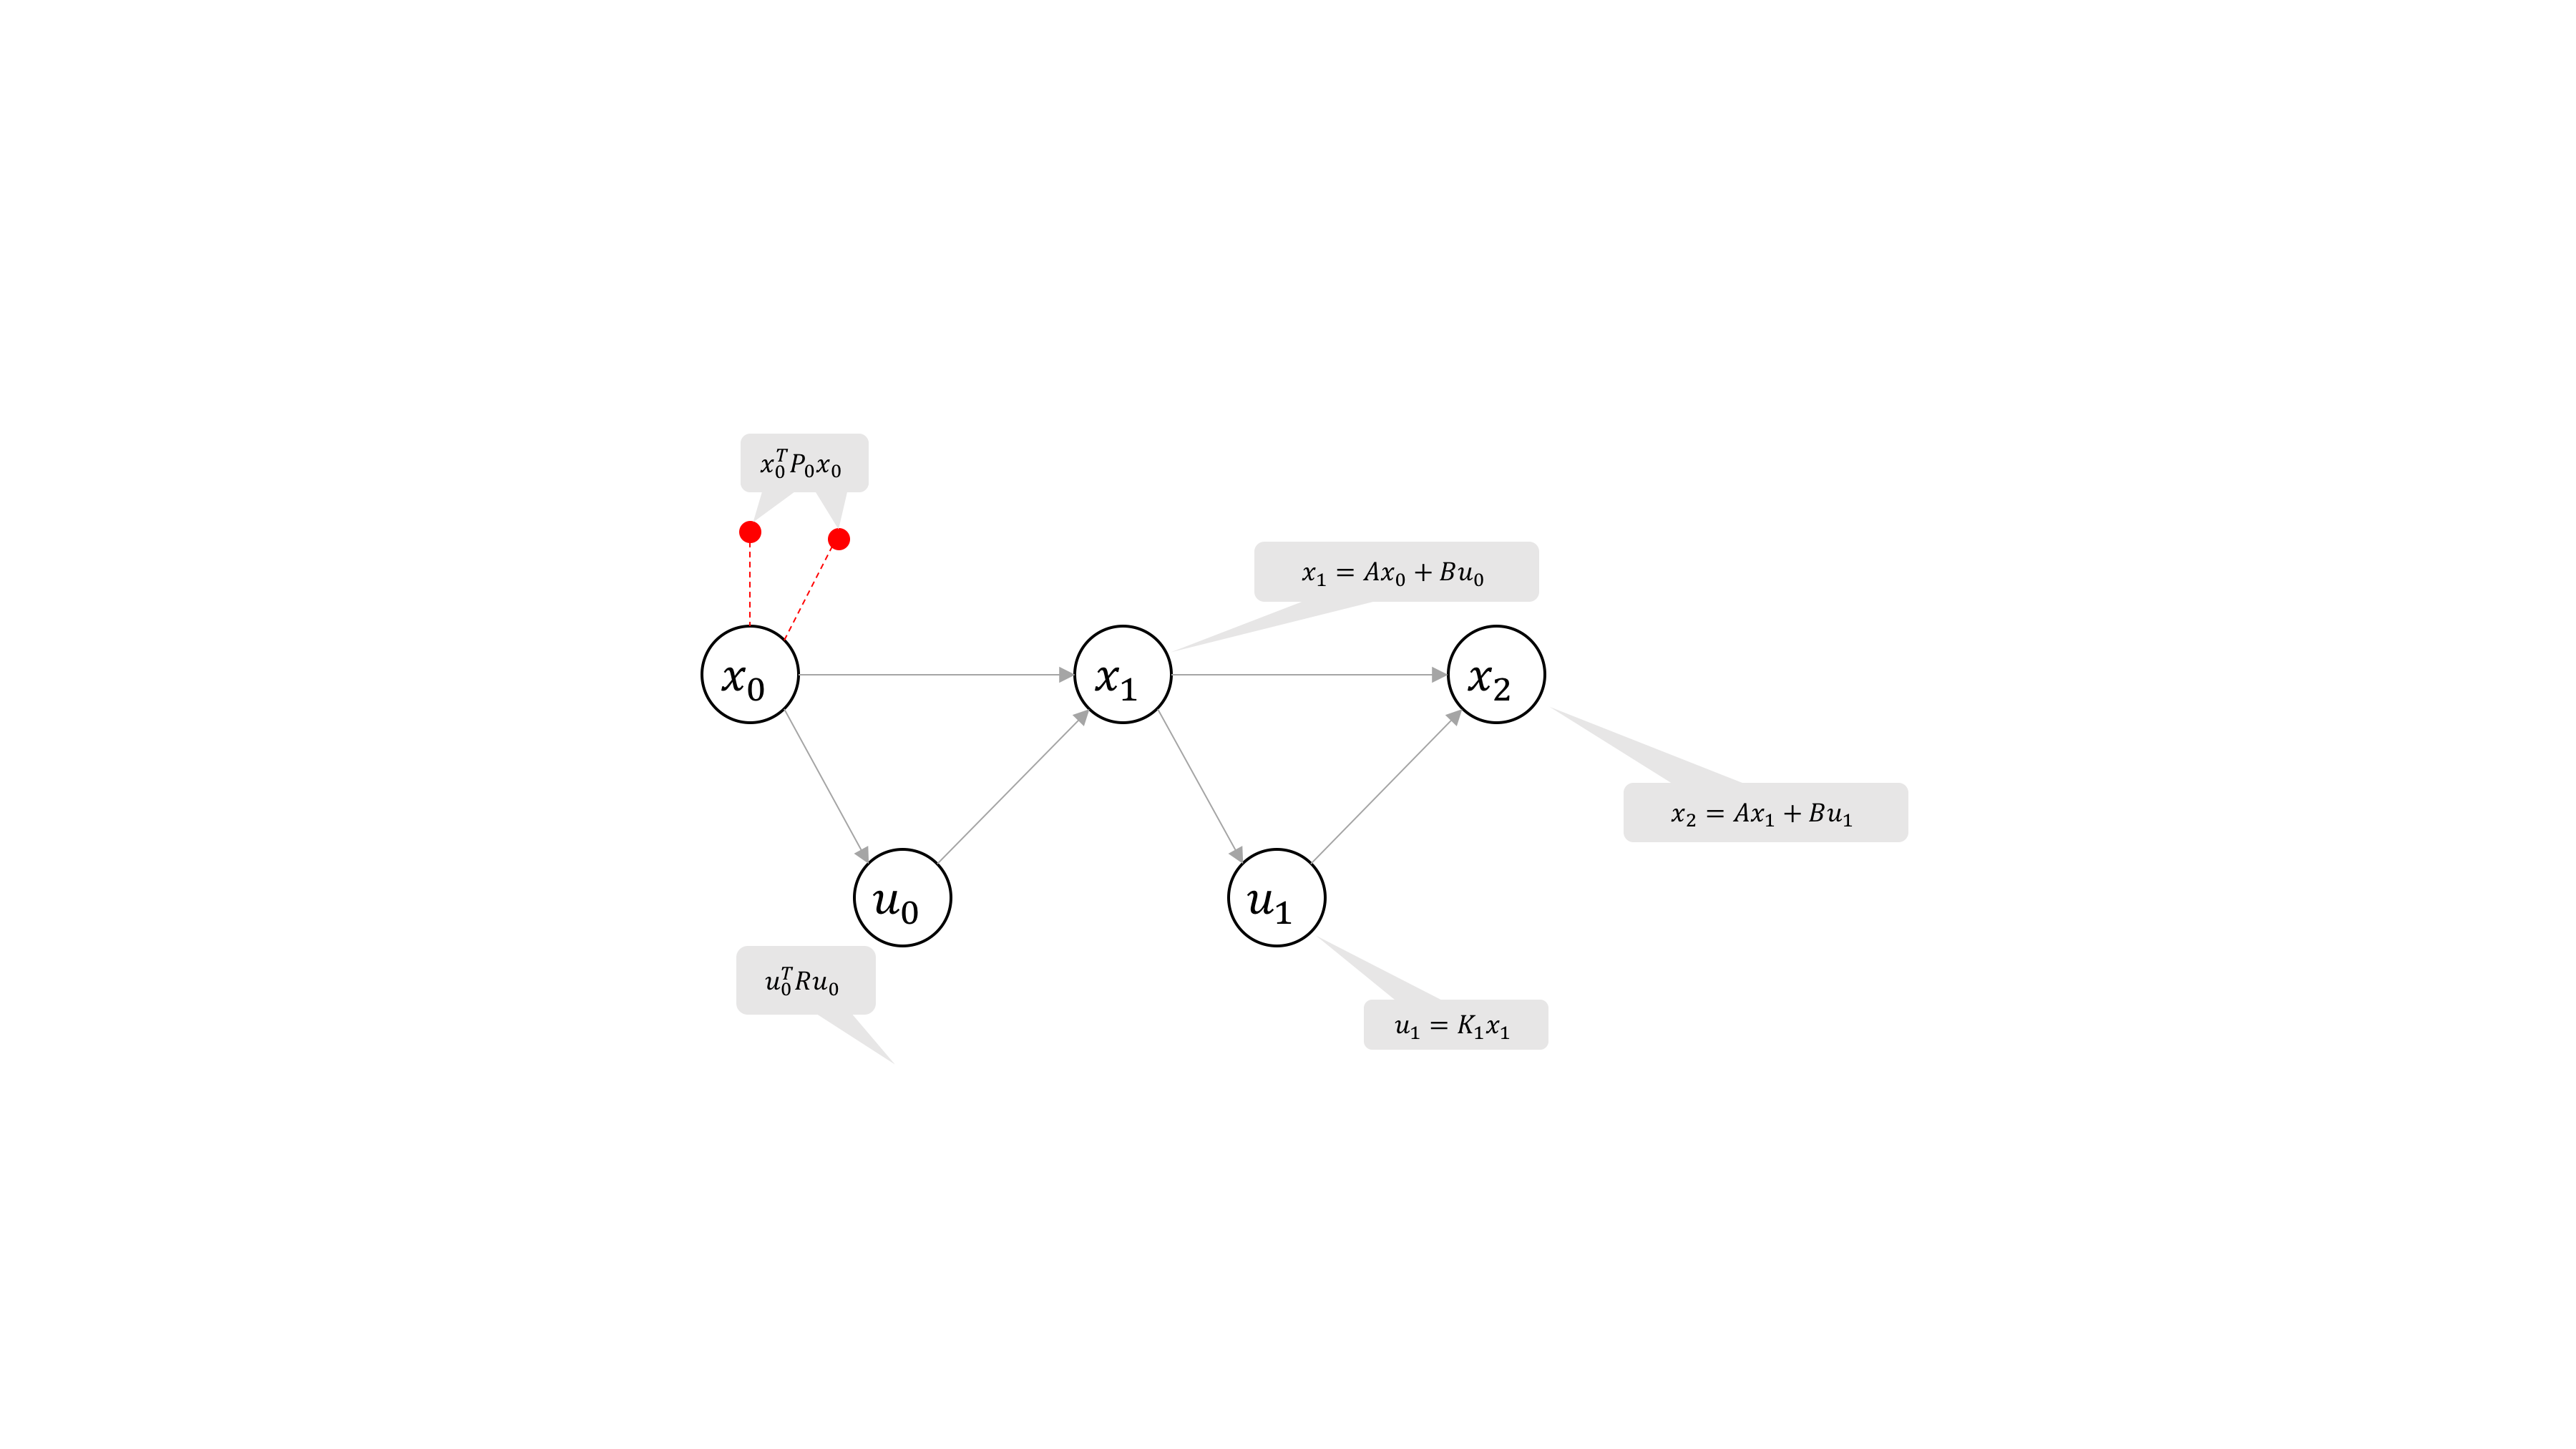 x_0^T P_0 x_0
x_1 = Ax_0 + Bu_0
x_0
x_1
x_2
x_2 = Ax_1 + Bu_1
u_0
u_1
u_0^T R u_0
u_1 = K_1 x_1